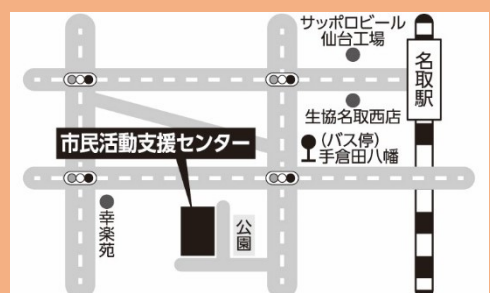 サッポロビール
仙台工場
名取駅
生協名取西店
(バス停)
手倉田八幡
市民活動支援センター
幸楽苑
公園